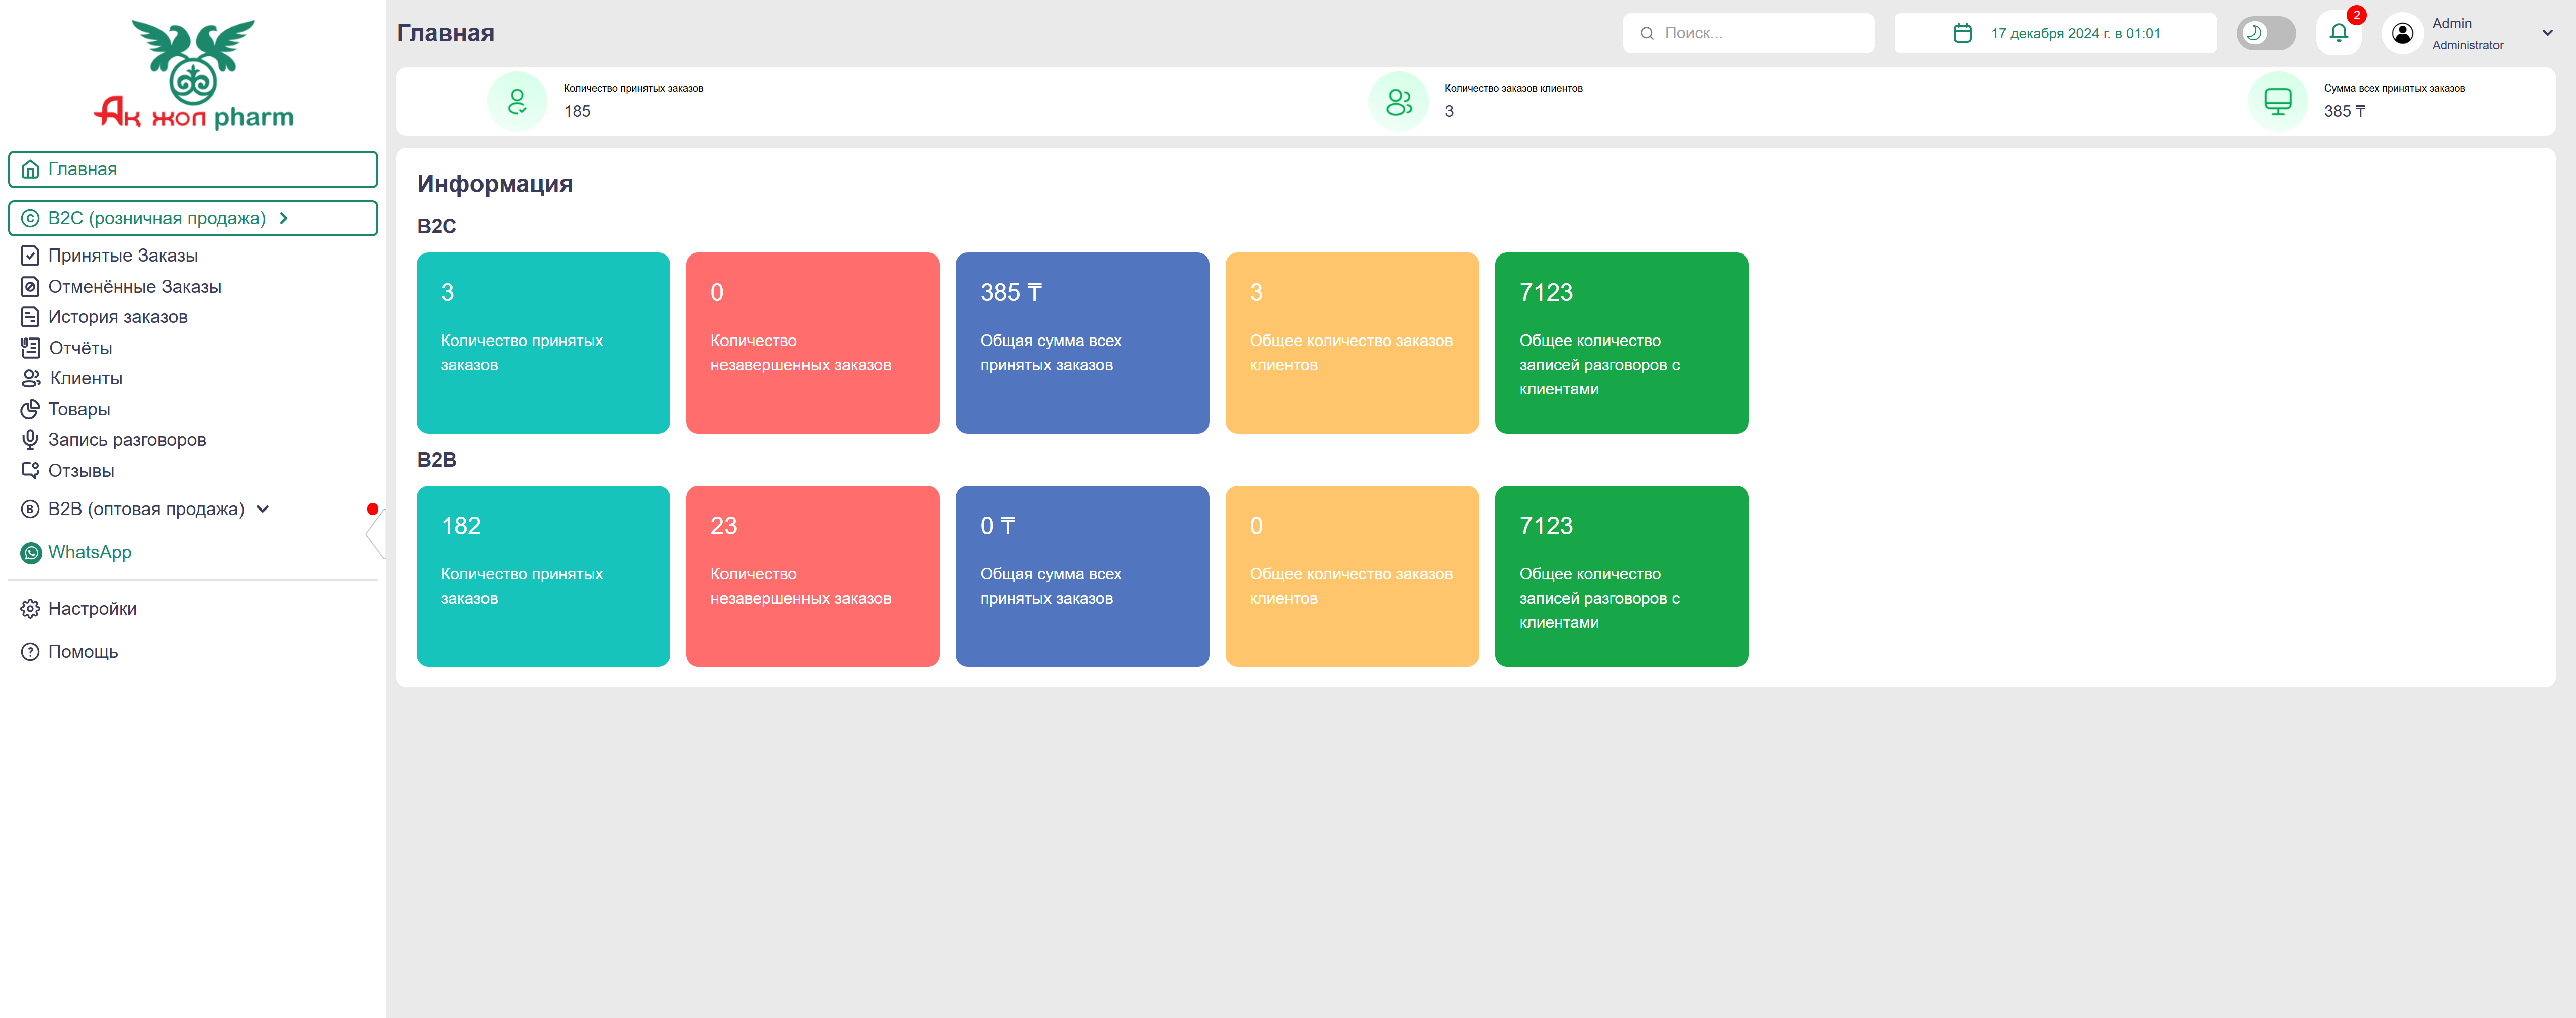 Ак жол pharm
Главная
B2C (розничная продажа)
Принятые Заказы
Отменённые Заказы
История заказов
Отчёты
Клиенты
Товары
Запись разговоров
Отзывы
B2B (оптовая продажа)
WhatsApp
Настройки
Помощь
Главная
Поиск...
17 декабря 2024 г. в 01:01
2
Admin
Administrator
Количество принятых заказов
185
Количество заказов клиентов
3
Сумма всех принятых заказов
385 ₸
Информация
B2C
3
Количество принятых
заказов
0
Количество
незавершенных заказов
385 ₸
Общая сумма всех
принятых заказов
3
Общее количество заказов
клиентов
7123
Общее количество
записей разговоров с
клиентами
B2B
182
Количество принятых
заказов
23
Количество
незавершенных заказов
0 ₸
Общая сумма всех
принятых заказов
0
Общее количество заказов
клиентов
7123
Общее количество
записей разговоров с
клиентами